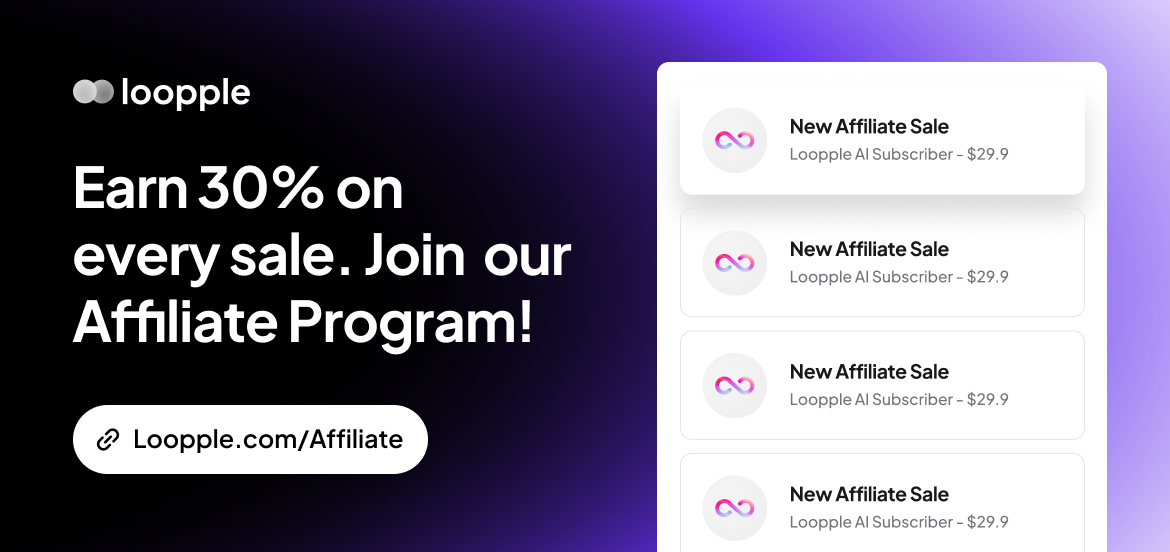 loopple
Earn 30% on
every sale. Join our
Affiliate Program!
Loopple.com/Affiliate
New Affiliate Sale
Loopple AI Subscriber - $29.9
New Affiliate Sale
Loopple AI Subscriber - $29.9
New Affiliate Sale
Loopple AI Subscriber - $29.9
New Affiliate Sale
Loopple AI Subscriber - $29.9